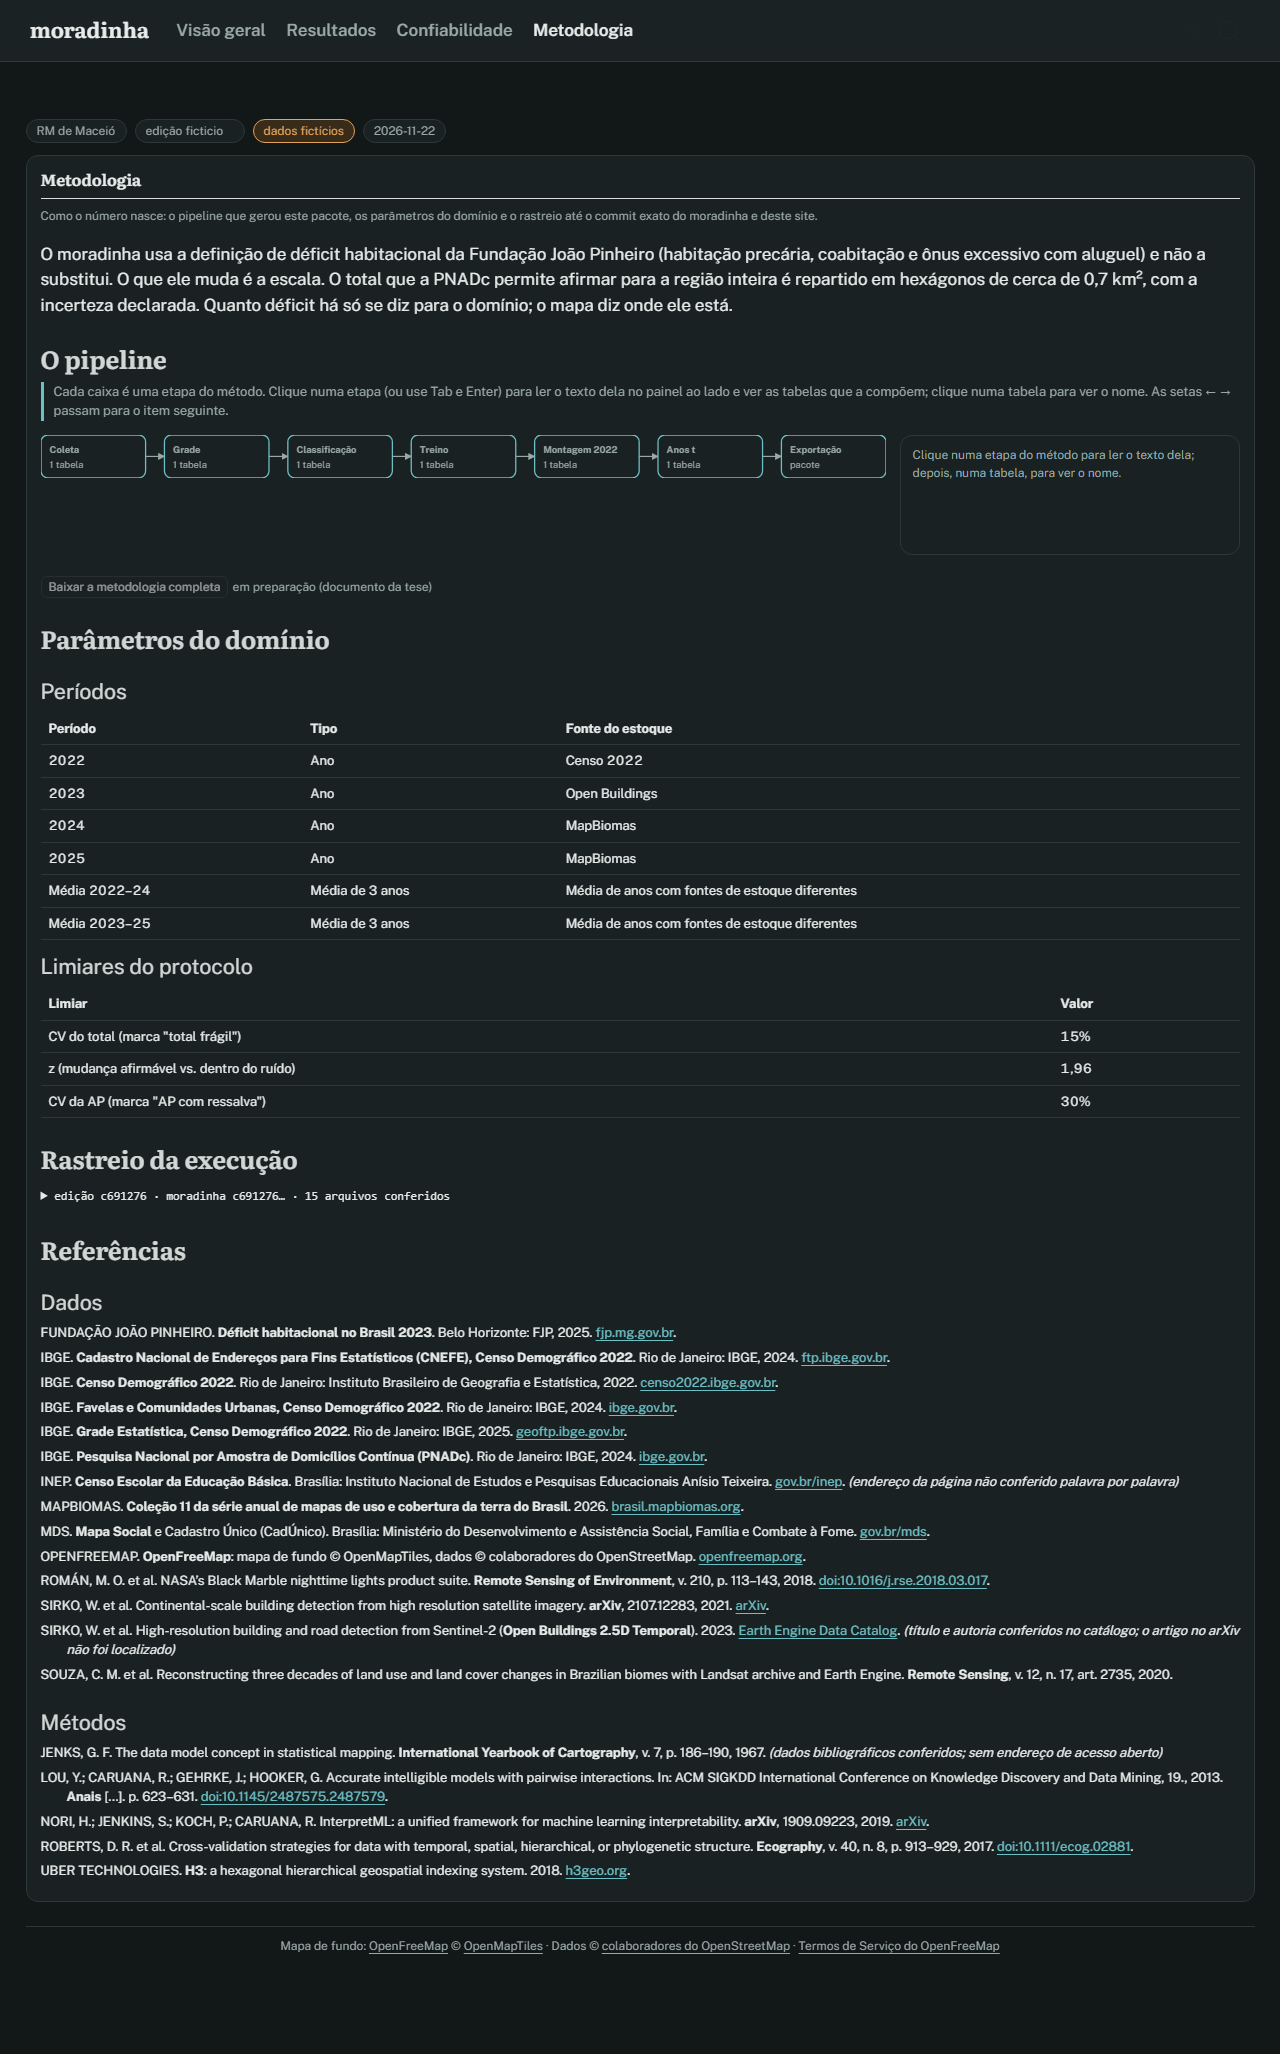 moradinha Visão geral Resultados Confiabilidade Metodologia
RM de Maceió edição ficticio dados fictícios 2026-11-22
Metodologia
Como o número nasce: o pipeline que gerou este pacote, os parâmetros do domínio e o rastreio até o commit exato do moradinha e deste site.
O moradinha usa a definição de déficit habitacional da Fundação João Pinheiro (habitação precária, coabitação e ônus excessivo com aluguel) e não a
substitui. O que ele muda é a escala. O total que a PNADc permite afirmar para a região inteira é repartido em hexágonos de cerca de 0,7 km², com a
incerteza declarada. Quanto déficit há só se diz para o domínio; o mapa diz onde ele está.
O pipeline
Cada caixa é uma etapa do método. Clique numa etapa (ou use Tab e Enter) para ler o texto dela no painel ao lado e ver as tabelas que a compõem; clique numa tabela para ver o nome. As setas ← →
passam para o item seguinte.
Coleta Grade Classificação Treino Montagem 2022 Anos t Exportação
1 tabela 1 tabela 1 tabela 1 tabela 1 tabela 1 tabela pacote
Clique numa etapa do método para ler o texto dela;
depois, numa tabela, para ver o nome.
Baixar a metodologia completa em preparação (documento da tese)
Parâmetros do domínio
Períodos
Período Tipo Fonte do estoque
2022 Ano Censo 2022
2023 Ano Open Buildings
2024 Ano MapBiomas
2025 Ano MapBiomas
Média 2022–24 Média de 3 anos Média de anos com fontes de estoque diferentes
Média 2023–25 Média de 3 anos Média de anos com fontes de estoque diferentes
Limiares do protocolo
Limiar Valor
CV do total (marca "total frágil") 15%
z (mudança afirmável vs. dentro do ruído) 1,96
CV da AP (marca "AP com ressalva") 30%
Rastreio da execução
▶ edição c691276 · moradinha c691276… · 15 arquivos conferidos
Referências
Dados
FUNDAÇÃO JOÃO PINHEIRO. Déficit habitacional no Brasil 2023. Belo Horizonte: FJP, 2025. fjp.mg.gov.br.
IBGE. Cadastro Nacional de Endereços para Fins Estatísticos (CNEFE), Censo Demográfico 2022. Rio de Janeiro: IBGE, 2024. ftp.ibge.gov.br.
IBGE. Censo Demográfico 2022. Rio de Janeiro: Instituto Brasileiro de Geografia e Estatística, 2022. censo2022.ibge.gov.br.
IBGE. Favelas e Comunidades Urbanas, Censo Demográfico 2022. Rio de Janeiro: IBGE, 2024. ibge.gov.br.
IBGE. Grade Estatística, Censo Demográfico 2022. Rio de Janeiro: IBGE, 2025. geoftp.ibge.gov.br.
IBGE. Pesquisa Nacional por Amostra de Domicílios Contínua (PNADc). Rio de Janeiro: IBGE, 2024. ibge.gov.br.
INEP. Censo Escolar da Educação Básica. Brasília: Instituto Nacional de Estudos e Pesquisas Educacionais Anísio Teixeira. gov.br/inep. (endereço da página não conferido palavra por palavra)
MAPBIOMAS. Coleção 11 da série anual de mapas de uso e cobertura da terra do Brasil. 2026. brasil.mapbiomas.org.
MDS. Mapa Social e Cadastro Único (CadÚnico). Brasília: Ministério do Desenvolvimento e Assistência Social, Família e Combate à Fome. gov.br/mds.
OPENFREEMAP. OpenFreeMap: mapa de fundo © OpenMapTiles, dados © colaboradores do OpenStreetMap. openfreemap.org.
ROMÁN, M. O. et al. NASA’s Black Marble nighttime lights product suite. Remote Sensing of Environment, v. 210, p. 113–143, 2018. doi:10.1016/j.rse.2018.03.017.
SIRKO, W. et al. Continental-scale building detection from high resolution satellite imagery. arXiv, 2107.12283, 2021. arXiv.
SIRKO, W. et al. High-resolution building and road detection from Sentinel-2 (Open Buildings 2.5D Temporal). 2023. Earth Engine Data Catalog. (título e autoria conferidos no catálogo; o artigo no arXiv
não foi localizado)
SOUZA, C. M. et al. Reconstructing three decades of land use and land cover changes in Brazilian biomes with Landsat archive and Earth Engine. Remote Sensing, v. 12, n. 17, art. 2735, 2020.
Métodos
JENKS, G. F. The data model concept in statistical mapping. International Yearbook of Cartography, v. 7, p. 186–190, 1967. (dados bibliográficos conferidos; sem endereço de acesso aberto)
LOU, Y.; CARUANA, R.; GEHRKE, J.; HOOKER, G. Accurate intelligible models with pairwise interactions. In: ACM SIGKDD International Conference on Knowledge Discovery and Data Mining, 19., 2013.
Anais [...]. p. 623–631. doi:10.1145/2487575.2487579.
NORI, H.; JENKINS, S.; KOCH, P.; CARUANA, R. InterpretML: a unified framework for machine learning interpretability. arXiv, 1909.09223, 2019. arXiv.
ROBERTS, D. R. et al. Cross-validation strategies for data with temporal, spatial, hierarchical, or phylogenetic structure. Ecography, v. 40, n. 8, p. 913–929, 2017. doi:10.1111/ecog.02881.
UBER TECHNOLOGIES. H3: a hexagonal hierarchical geospatial indexing system. 2018. h3geo.org.
Mapa de fundo: OpenFreeMap © OpenMapTiles · Dados © colaboradores do OpenStreetMap · Termos de Serviço do OpenFreeMap